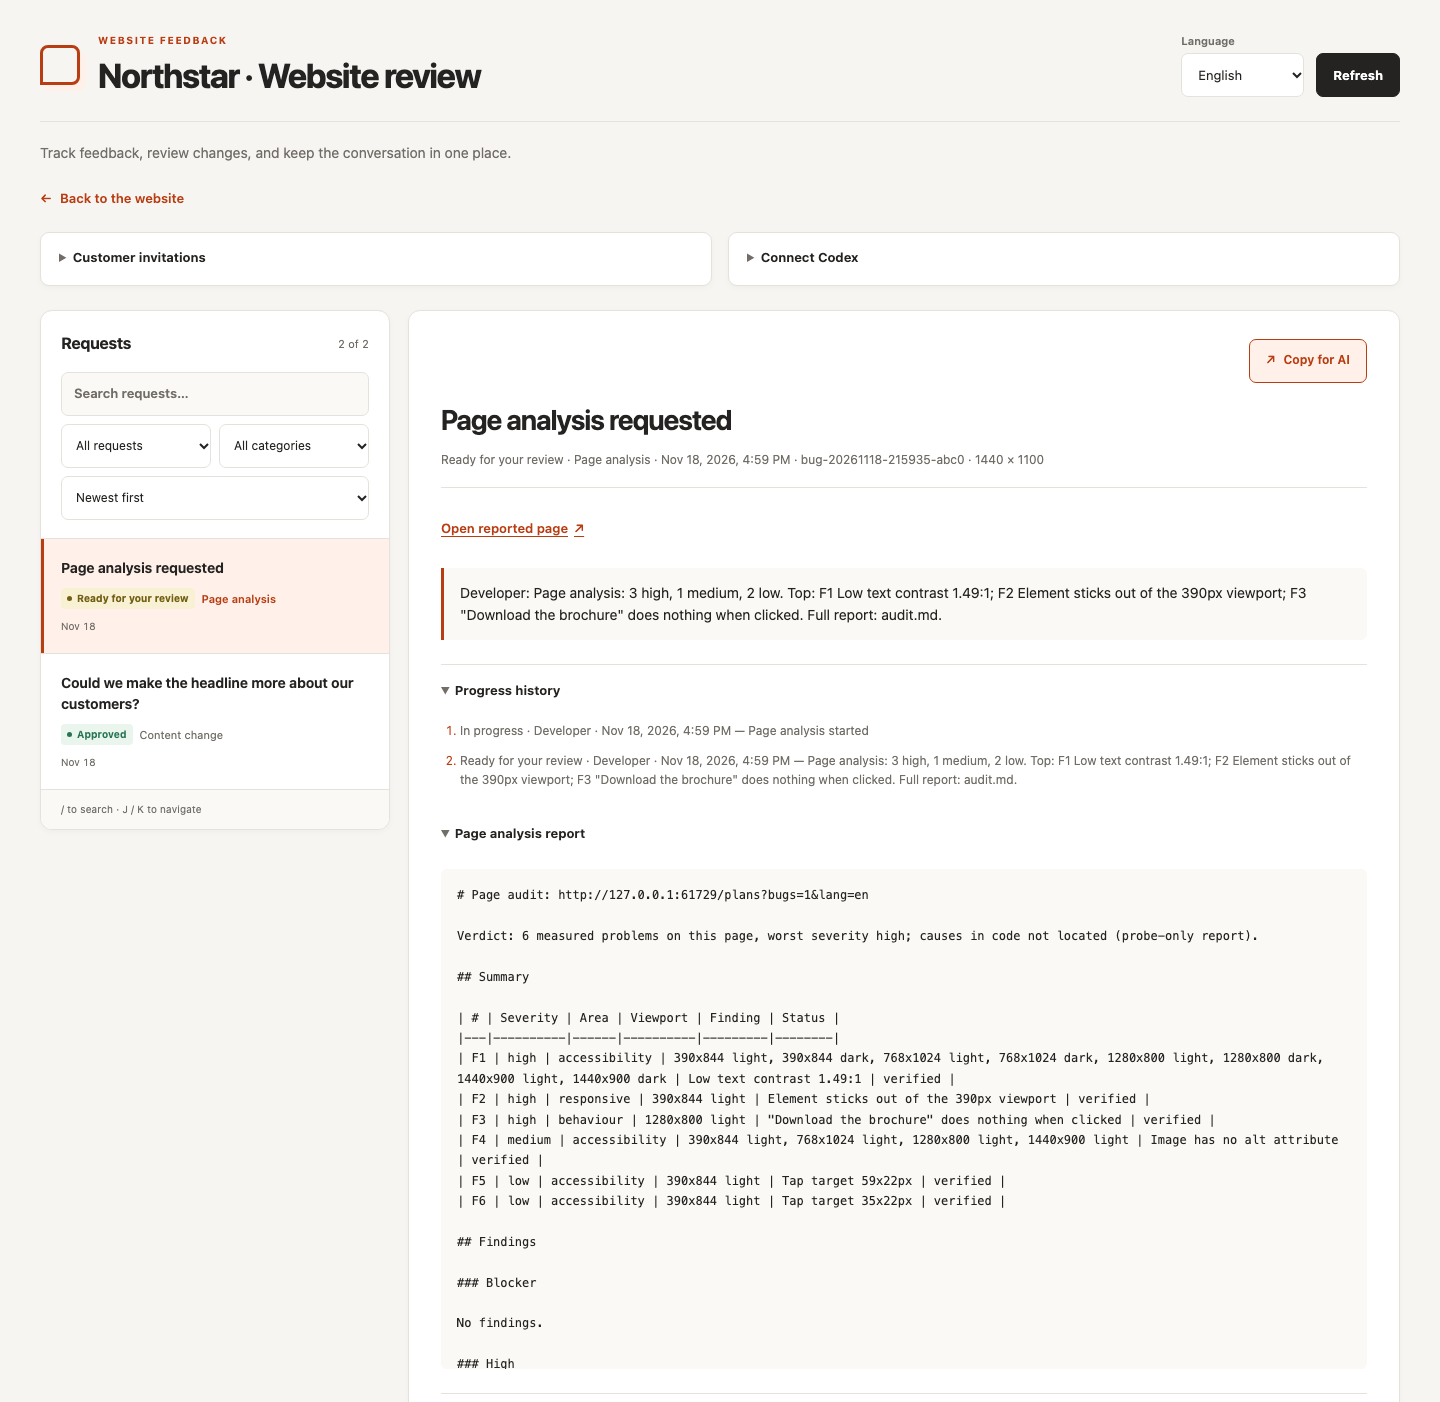 WEBSITE FEEDBACK
Northstar · Website review
Language
English
Refresh
Track feedback, review changes, and keep the conversation in one place.
← Back to the website
Customer invitations
Connect Codex
Requests
2 of 2
Search requests...
All requests
All categories
Newest first
Page analysis requested
Ready for your review
Page analysis
Nov 18
Could we make the headline more about our
customers?
Approved
Content change
Nov 18
/ to search · J / K to navigate
↗ Copy for AI
Page analysis requested
Ready for your review · Page analysis · Nov 18, 2026, 4:59 PM · bug-20261118-215935-abc0 · 1440 × 1100
Open reported page ↗
Developer: Page analysis: 3 high, 1 medium, 2 low. Top: F1 Low text contrast 1.49:1; F2 Element sticks out of the 390px viewport; F3
"Download the brochure" does nothing when clicked. Full report: audit.md.
Progress history
1. In progress · Developer · Nov 18, 2026, 4:59 PM — Page analysis started
2. Ready for your review · Developer · Nov 18, 2026, 4:59 PM — Page analysis: 3 high, 1 medium, 2 low. Top: F1 Low text contrast 1.49:1; F2 Element sticks out of
the 390px viewport; F3 "Download the brochure" does nothing when clicked. Full report: audit.md.
Page analysis report
# Page audit: http://127.0.0.1:61729/plans?bugs=1&lang=en
Verdict: 6 measured problems on this page, worst severity high; causes in code not located (probe-only report).
## Summary
| # | Severity | Area | Viewport | Finding | Status |
|---|----------|------|----------|---------|--------|
| F1 | high | accessibility | 390x844 light, 390x844 dark, 768x1024 light, 768x1024 dark, 1280x800 light, 1280x800 dark,
1440x900 light, 1440x900 dark | Low text contrast 1.49:1 | verified |
| F2 | high | responsive | 390x844 light | Element sticks out of the 390px viewport | verified |
| F3 | high | behaviour | 1280x800 light | "Download the brochure" does nothing when clicked | verified |
| F4 | medium | accessibility | 390x844 light, 768x1024 light, 1280x800 light, 1440x900 light | Image has no alt attribute
| verified |
| F5 | low | accessibility | 390x844 light | Tap target 59x22px | verified |
| F6 | low | accessibility | 390x844 light | Tap target 35x22px | verified |
## Findings
### Blocker
No findings.
### High